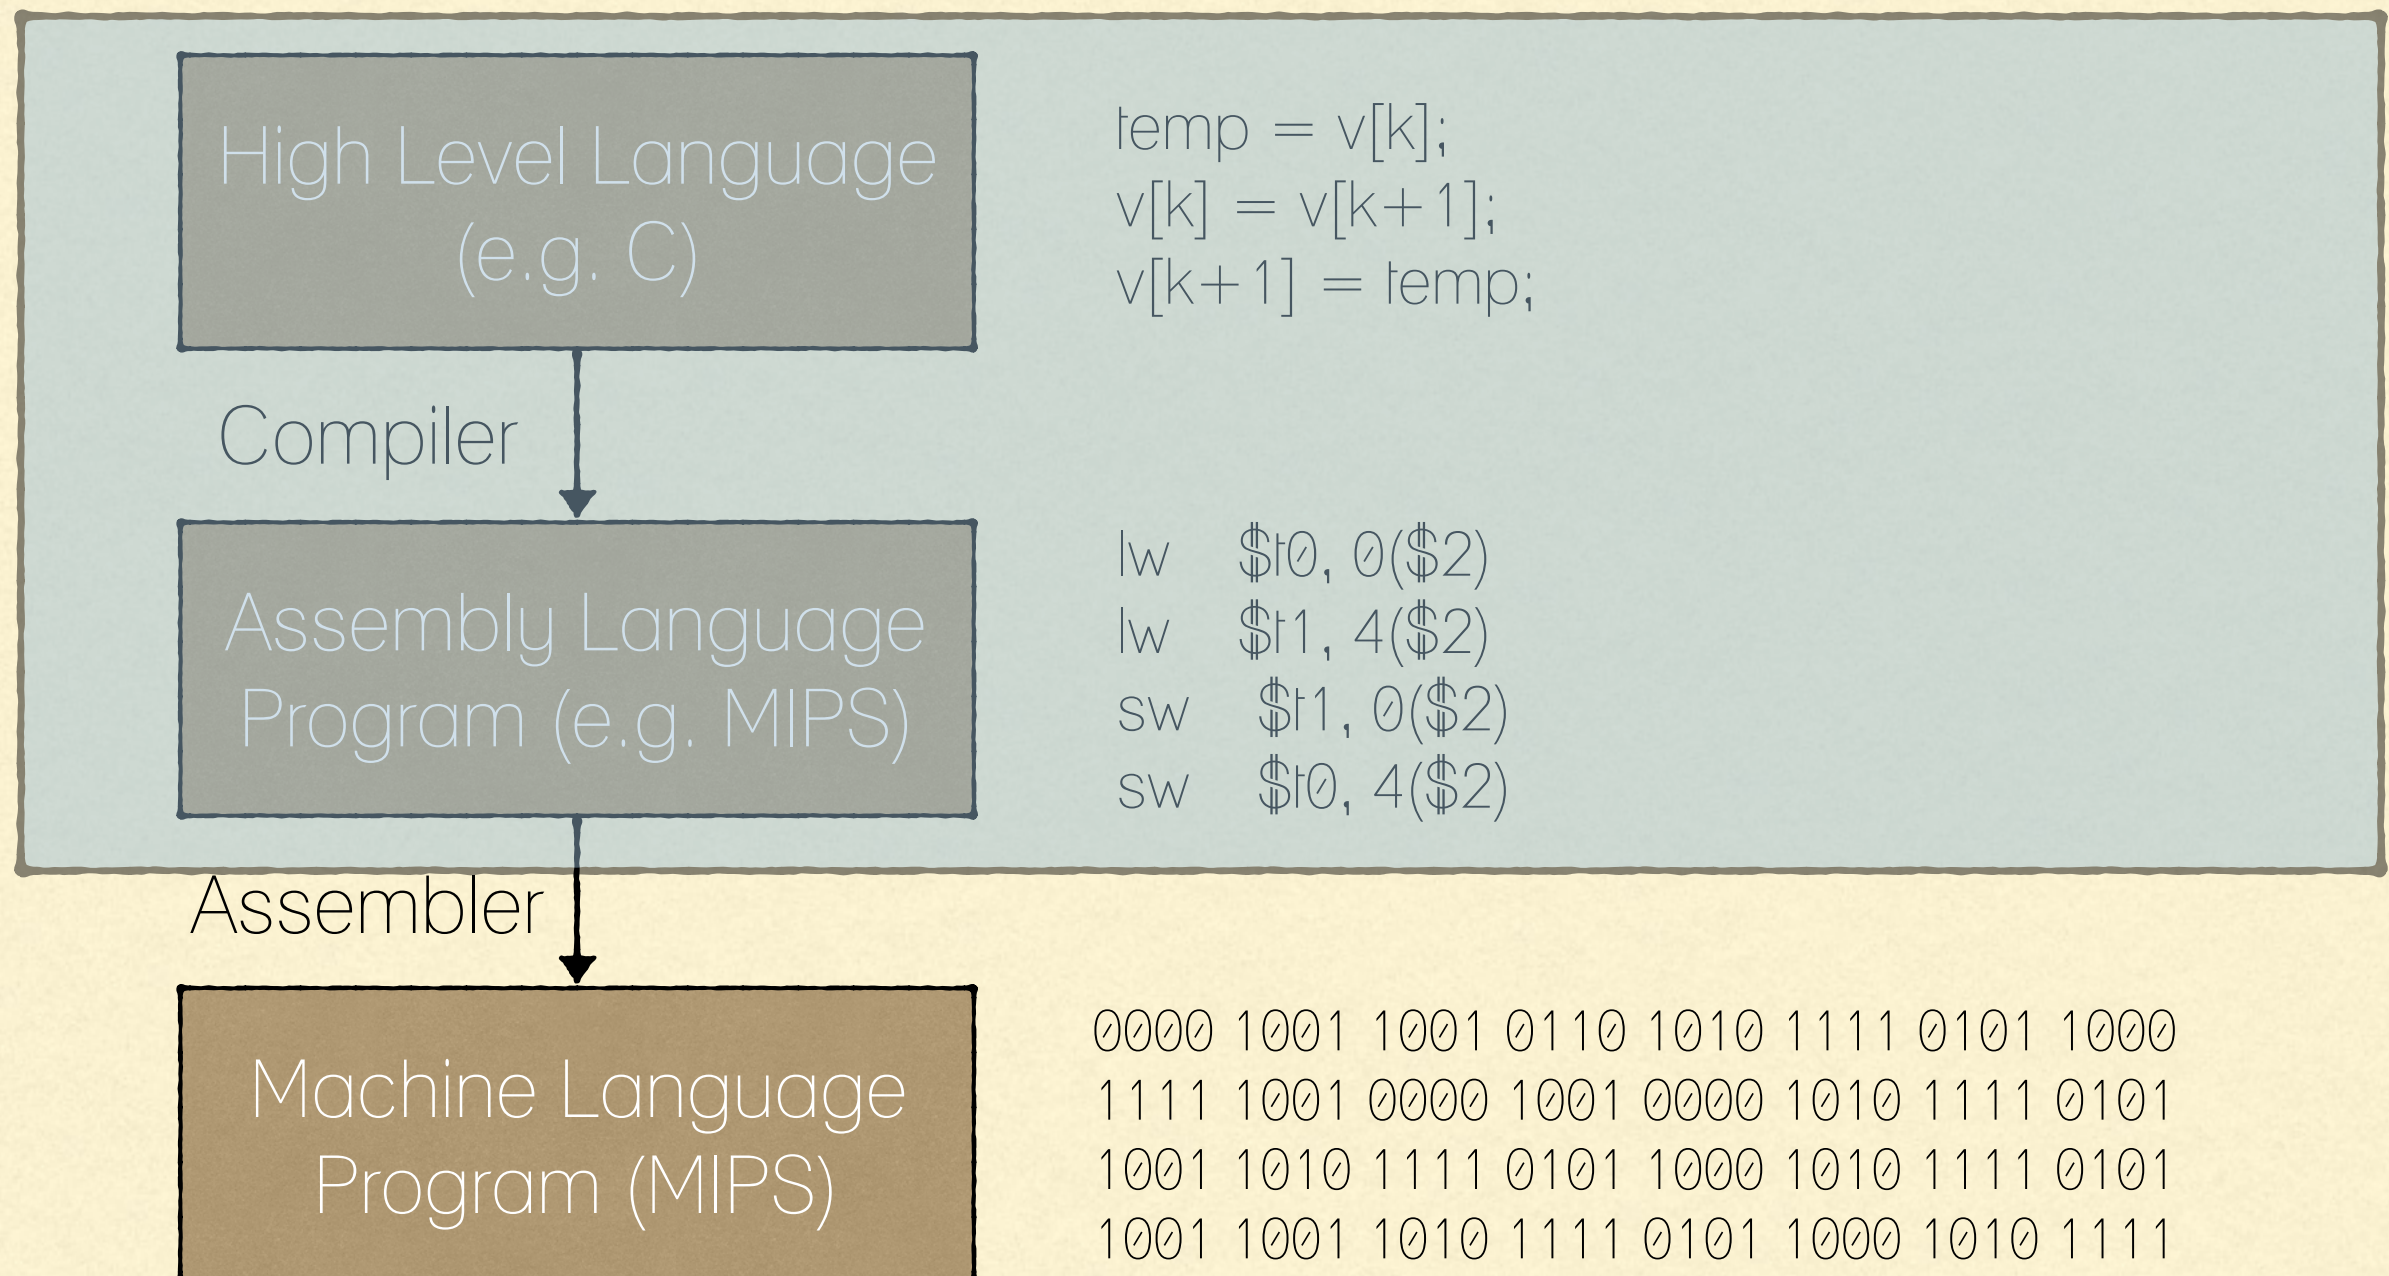 High Level Language
(e.g. C)
temp = v[k];
v[k] = v[k+1];
v[k+1] = temp;
Compiler
Assembly Language
Program (e.g. MIPS)
lw $t0, 0($2)
lw $t1, 4($2)
sw $t1, 0($2)
sw $t0, 4($2)
Assembler
Machine Language
Program (MIPS)
0000 1001 1001 0110 1010 1111 0101 1000
1111 1001 0000 1001 0000 1010 1111 0101
1001 1010 1111 0101 1000 1010 1111 0101
1001 1001 1010 1111 0101 1000 1010 1111